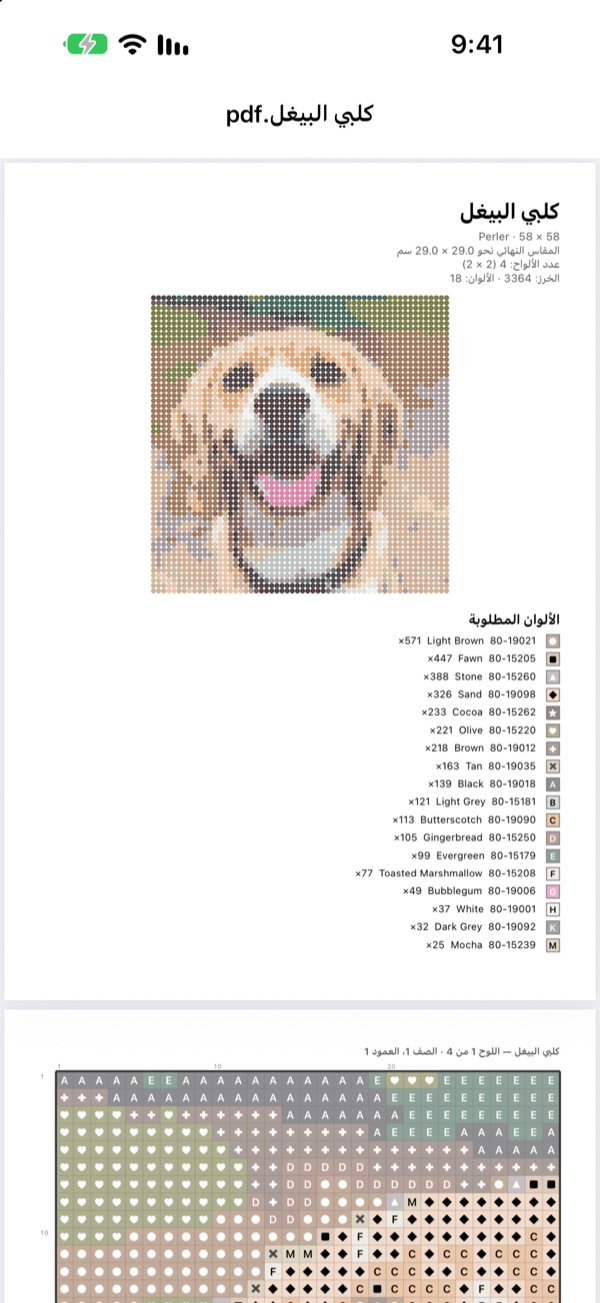 9:41
كلبي البيغل.pdf
كلبي البيغل
Perler · 58 × 58
المقاس النهائي نحو 29.0 × 29.0 سم
عدد الألواح: 4 (2 × 2)
الخرز: 3364 · الألوان: 18
الألوان المطلوبة
×571 Light Brown 80-19021
×447 Fawn 80-15205 ■
×388 Stone 80-15260 ▲
×326 Sand 80-19098 ◆
×233 Cocoa 80-15262 ★
×221 Olive 80-15220 ♥
×218 Brown 80-19012 +
×163 Tan 80-19035 ×
×139 Black 80-19018 A
×121 Light Grey 80-15181 B
×113 Butterscotch 80-19090 C
×105 Gingerbread 80-15250 D
×99 Evergreen 80-15179 E
×77 Toasted Marshmallow 80-15208 F
×49 Bubblegum 80-19006 G
×37 White 80-19001 H
×32 Dark Grey 80-19092 K
×25 Mocha 80-15239 M
كلبي البيغل — اللوح 1 من 4 · الصف 1، العمود 1
1 10 20
1
10